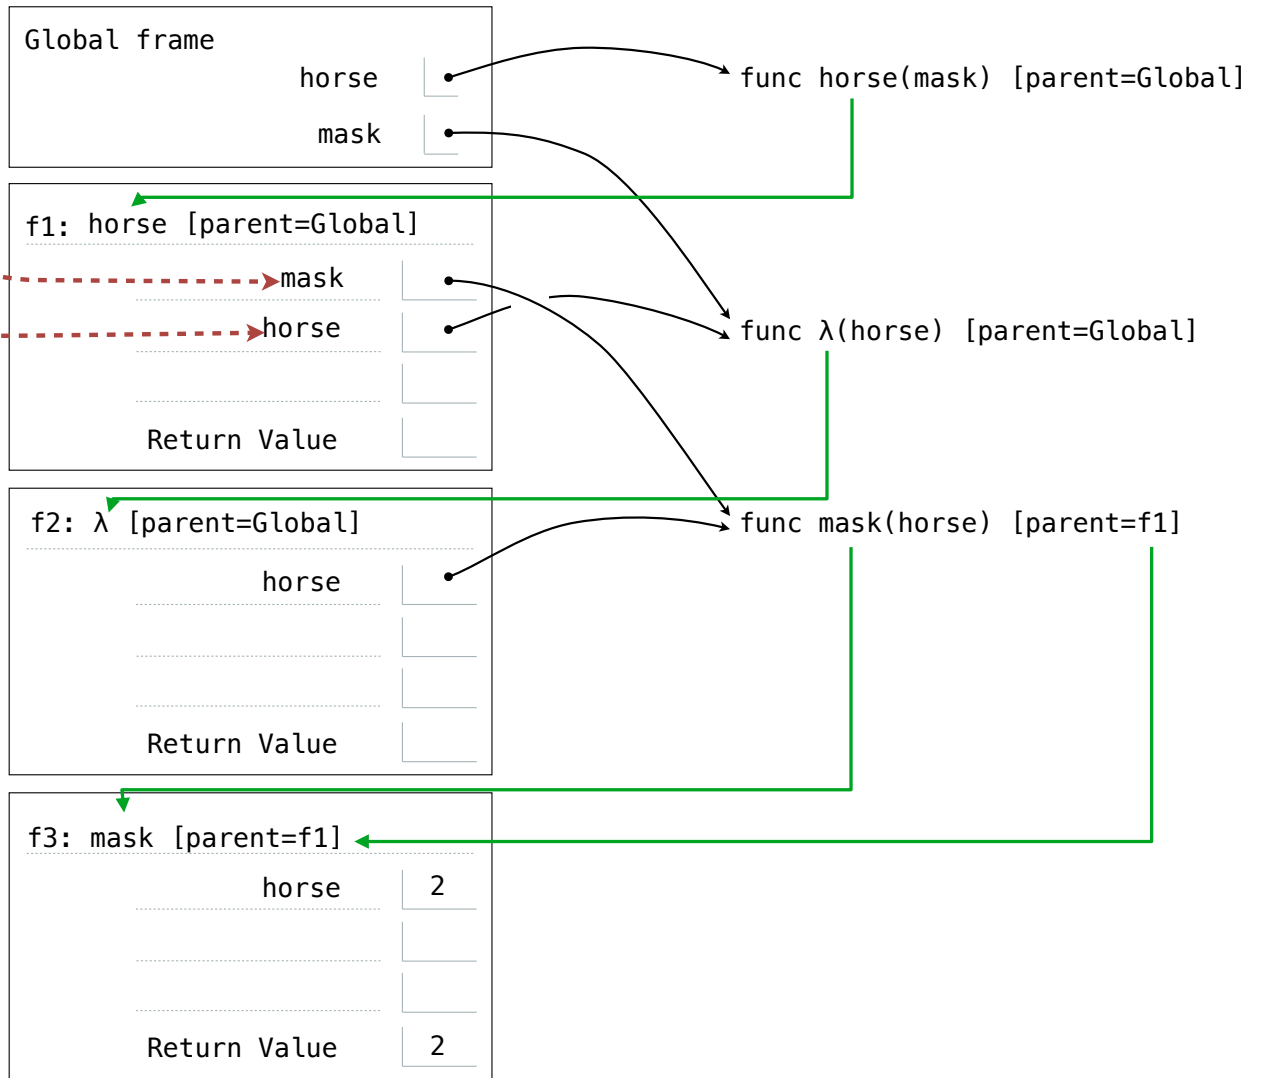 Global frame
horse
func horse(mask) [parent=Global]
mask
f1: horse [parent=Global]
mask
horse
func λ(horse) [parent=Global]
Return Value
f2: λ [parent=Global]
func mask(horse) [parent=f1]
horse
Return Value
f3: mask [parent=f1]
horse 2
Return Value 2